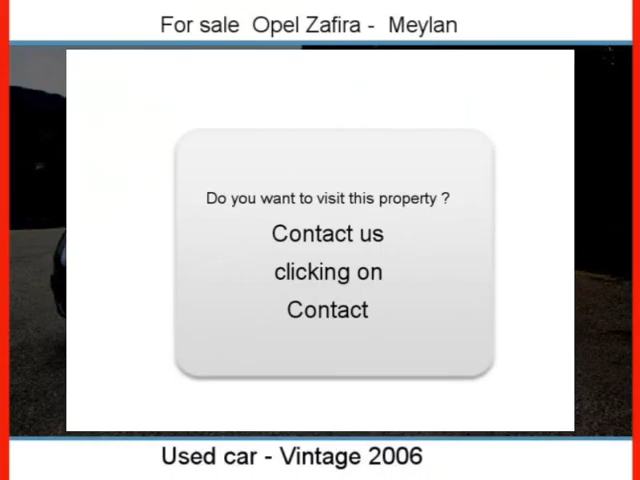 For sale  Opel Zafira -  Meylan
Do you want to visit this property ?
Contact us
clicking on
Contact
Used car - Vintage 2006